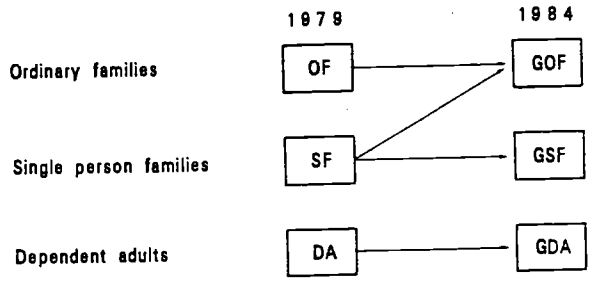 1979 1984
Ordinary families OF GOF
Single person families SF GSF
Dependent adults DA GDA